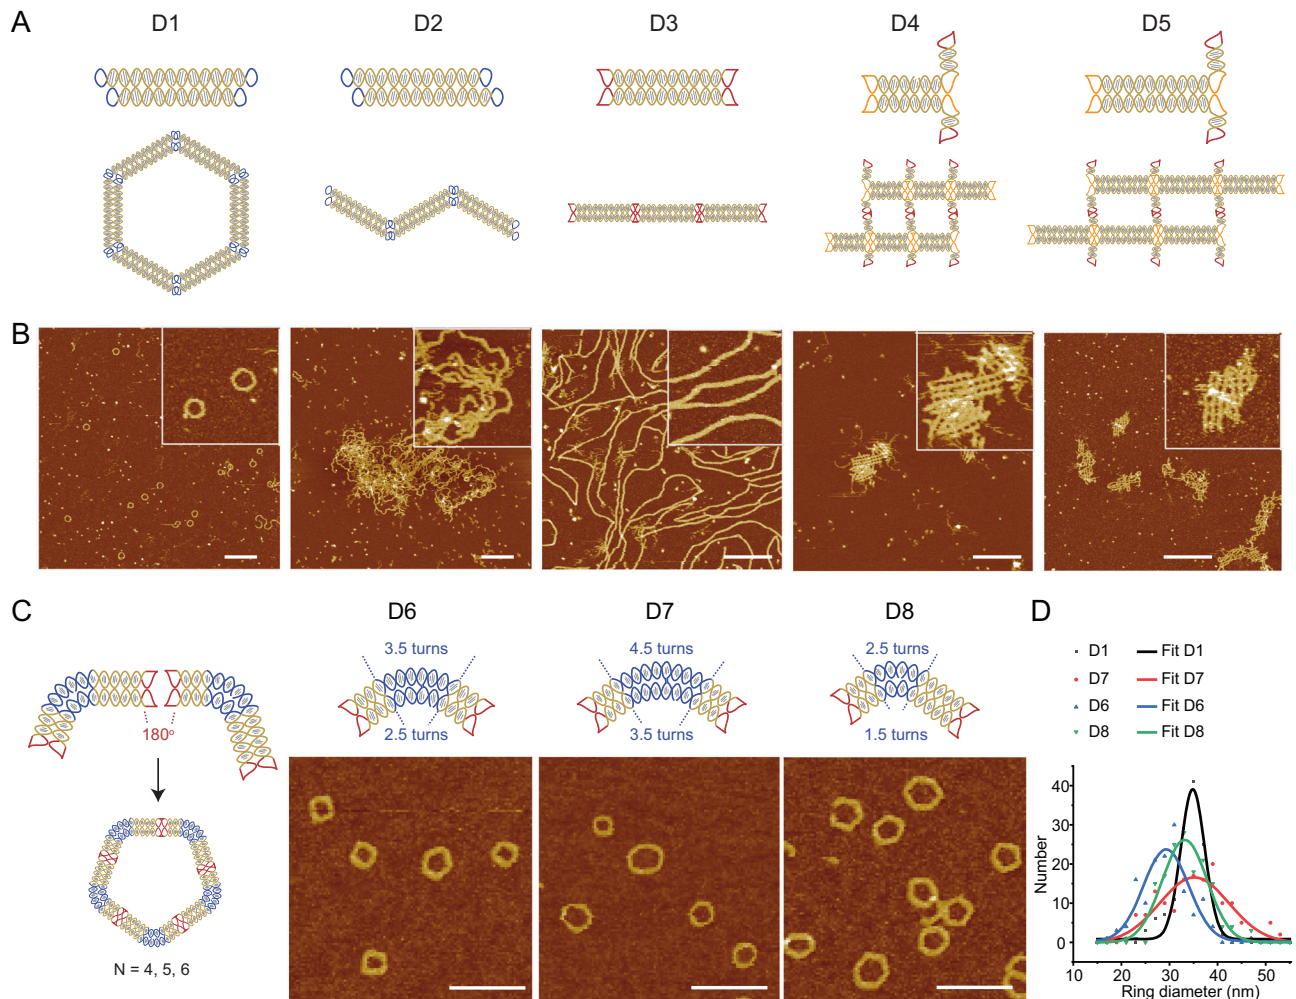 A
D1
D2
D3
D4
D5
B
C
D6
D7
D8
D
3.5 turns
4.5 turns
2.5 turns
180°
2.5 turns
3.5 turns
1.5 turns
N = 4, 5, 6
D1 Fit D1
D7 Fit D7
D6 Fit D6
D8 Fit D8
Number
40
30
20
10
0
10 20 30 40 50
Ring diameter (nm)